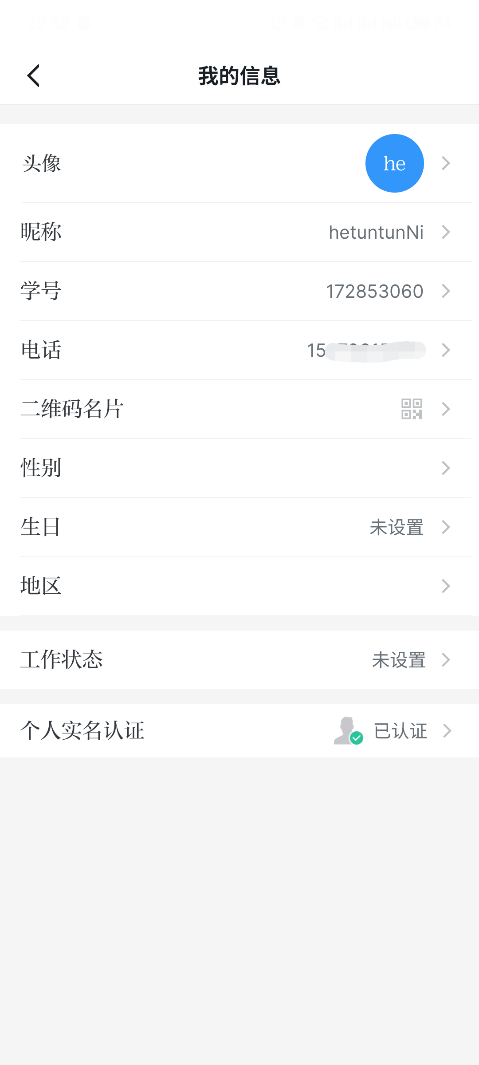 我的信息
头像
he
昵称
hetuntunNi
学号
172853060
电话
15
二维码名片
性别
生日
未设置
地区
工作状态
未设置
个人实名认证
已认证